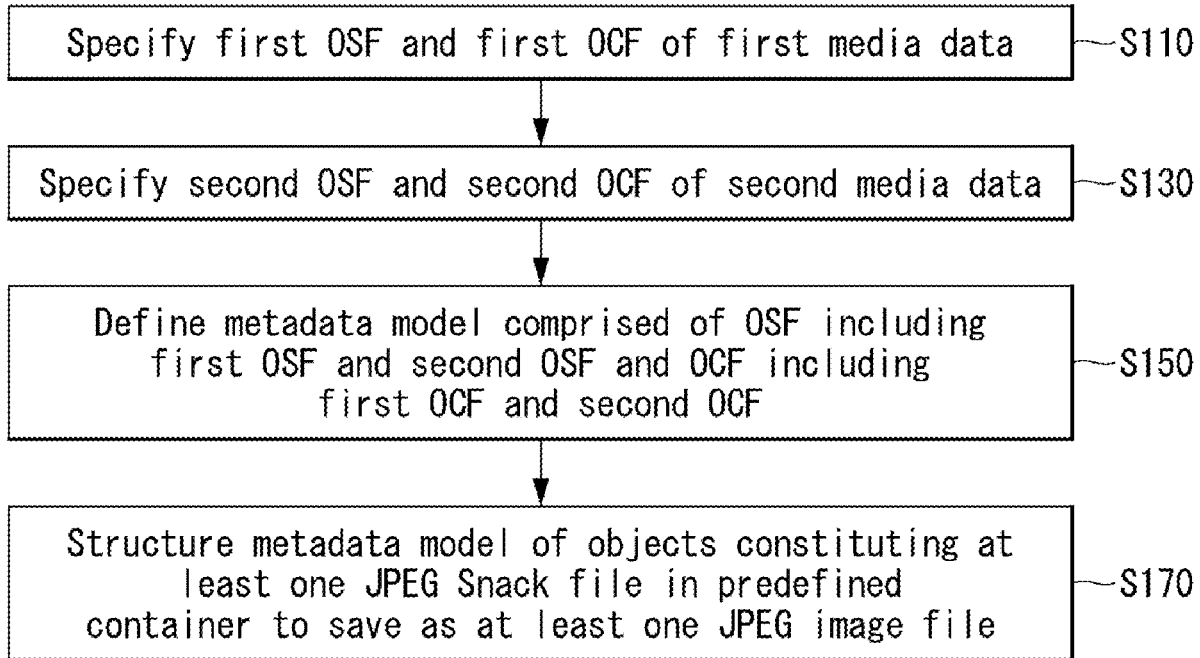 Specify first OSF and first OCF of first media data
S110
Specify second OSF and second OCF of second media data
S130
Define metadata model comprised of OSF including
first OSF and second OSF and OCF including
first OCF and second OCF
S150
Structure metadata model of objects constituting at
least one JPEG Snack file in predefined
container to save as at least one JPEG image file
S170